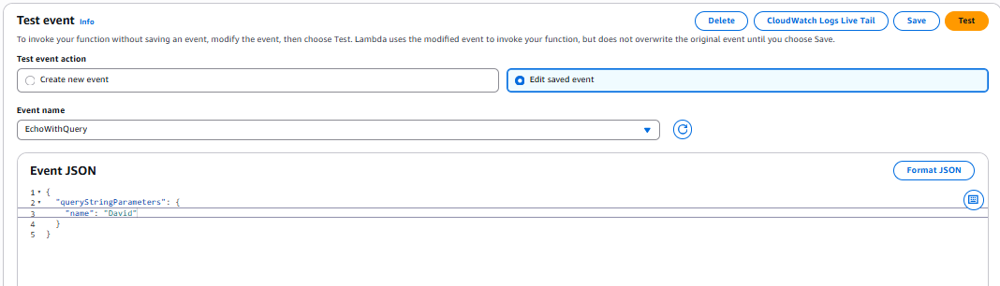 Test event Info Delete CloudWatch Logs Live Tail Save Test
To invoke your function without saving an event, modify the event, then choose Test. Lambda uses the modified event to invoke your function, but does not overwrite the original event until you choose Save.
Test event action
Create new event Edit saved event
Event name
EchoWithQuery
Event JSON Format JSON
1 {
2 "queryStringParameters": {
3 "name": "David"
4 }
5 }